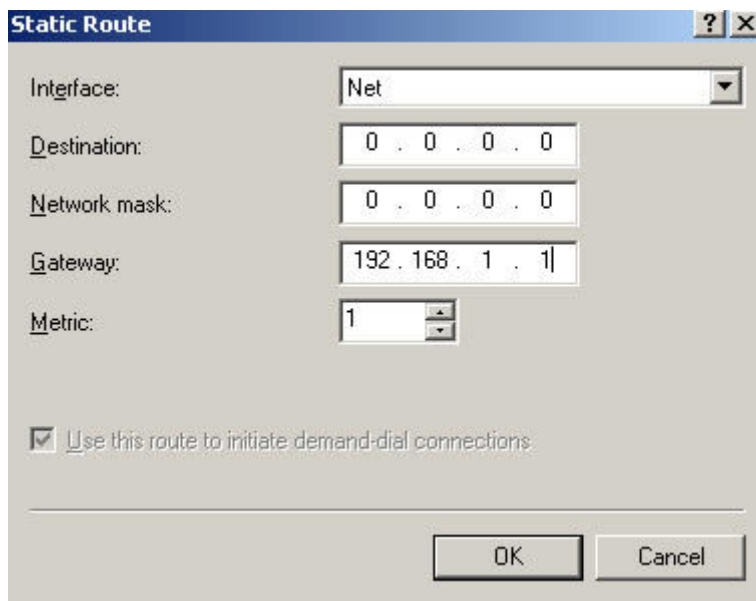 Static Route
Interface: Net
Destination: 0 . 0 . 0 . 0
Network mask: 0 . 0 . 0 . 0
Gateway: 192 . 168 . 1 . 1
Metric: 1
Use this route to initiate demand-dial connections
OK Cancel